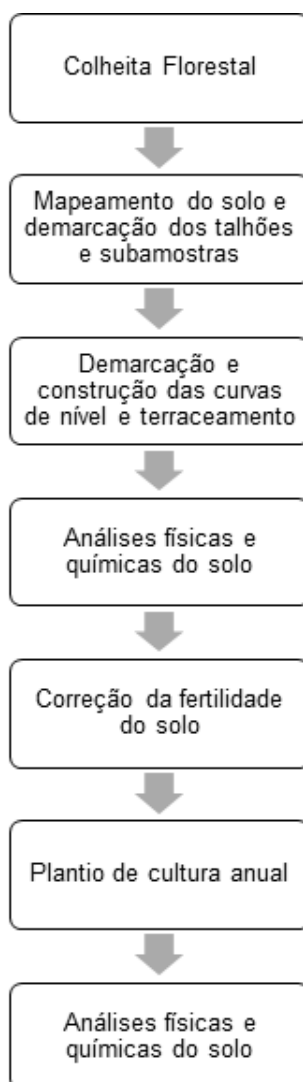 Colheita Florestal
Mapeamento do solo e
demarcação dos talhões
e subamostras
Demarcação e
construção das curvas
de nível e terraceamento
Análises físicas e
químicas do solo
Correção da fertilidade
do solo
Plantio de cultura anual
Análises físicas e
químicas do solo